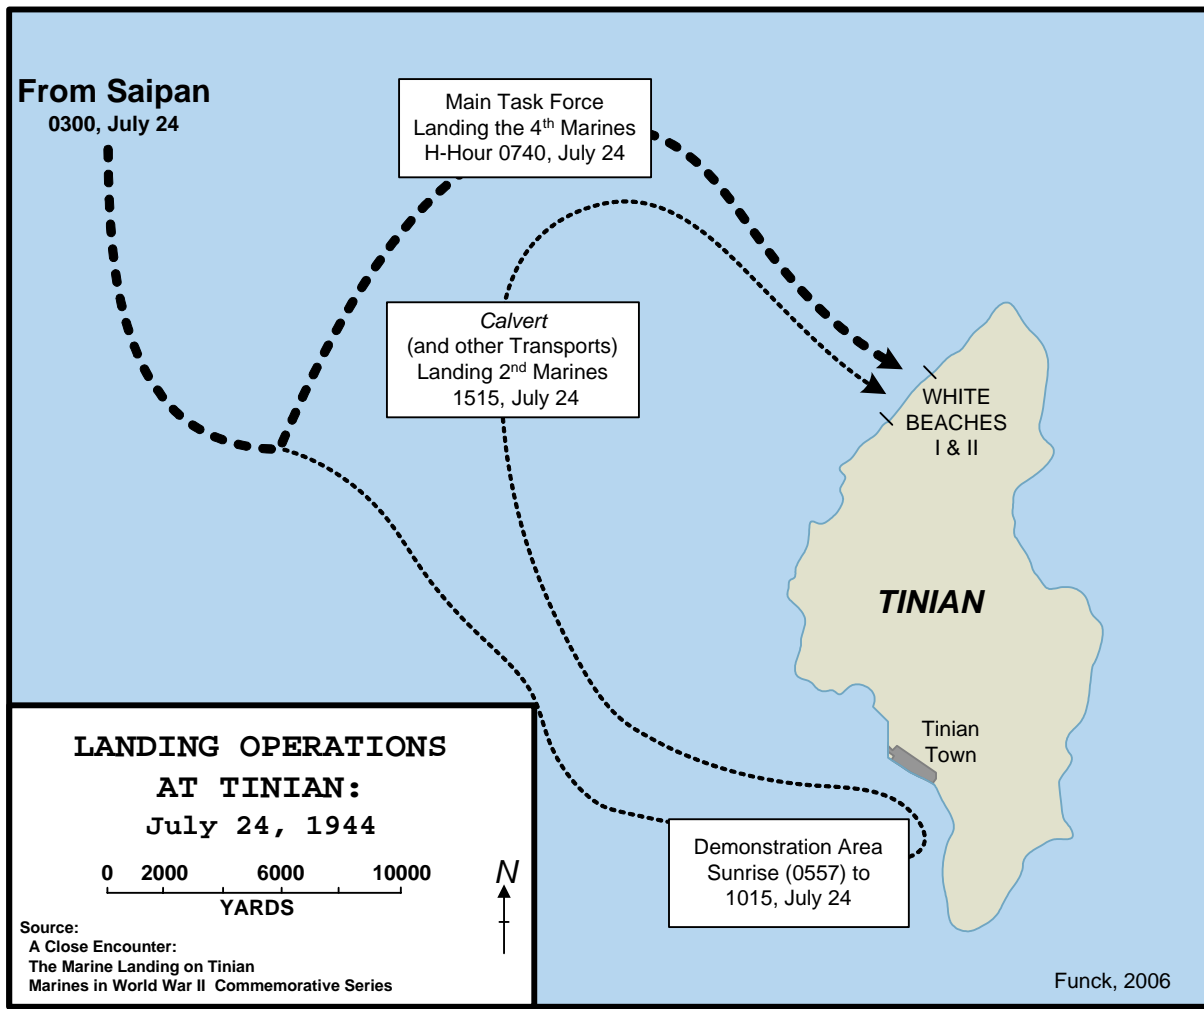 From Saipan
0300, July 24
Main Task Force
Landing the 4th Marines
H-Hour 0740, July 24
Calvert
(and other Transports)
Landing 2nd Marines
1515, July 24
WHITE
BEACHES
I & II
TINIAN
Tinian
Town
Demonstration Area
Sunrise (0557) to
1015, July 24
LANDING OPERATIONS
AT TINIAN:
July 24, 1944
0 2000 6000 10000
YARDS
N
Source:
A Close Encounter:
The Marine Landing on Tinian
Marines in World War II Commemorative Series
Funck, 2006